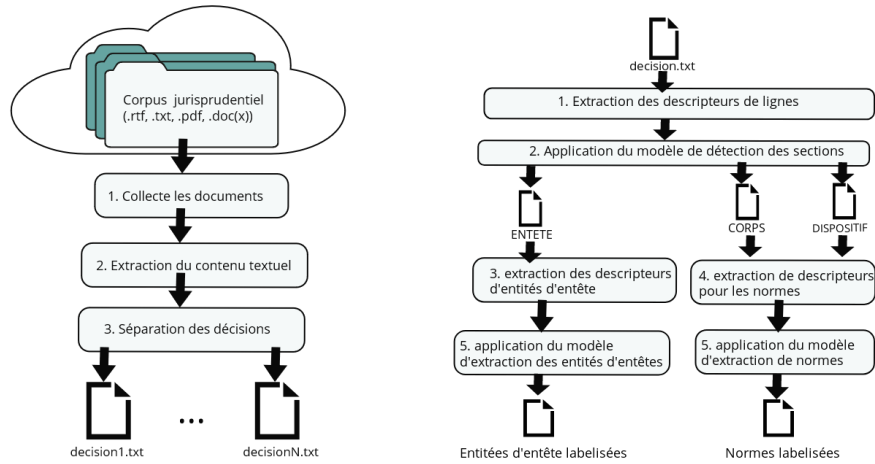 Corpus jurisprudentiel
(.rtf, .txt, .pdf, .doc(x))
1. Collecte les documents
2. Extraction du contenu textuel
3. Séparation des décisions
...
decision1.txt
decisionN.txt
decision.txt
1. Extraction des descripteurs de lignes
2. Application du modèle de détection des sections
ENTETE
CORPS
DISPOSITIF
3. extraction des descripteurs
d'entités d'entête
4. extraction de descripteurs
pour les normes
5. application du modèle
d'extraction des entités d'entêtes
5. application du modèle
d'extraction de normes
Entitées d'entête labelisées
Normes labelisées